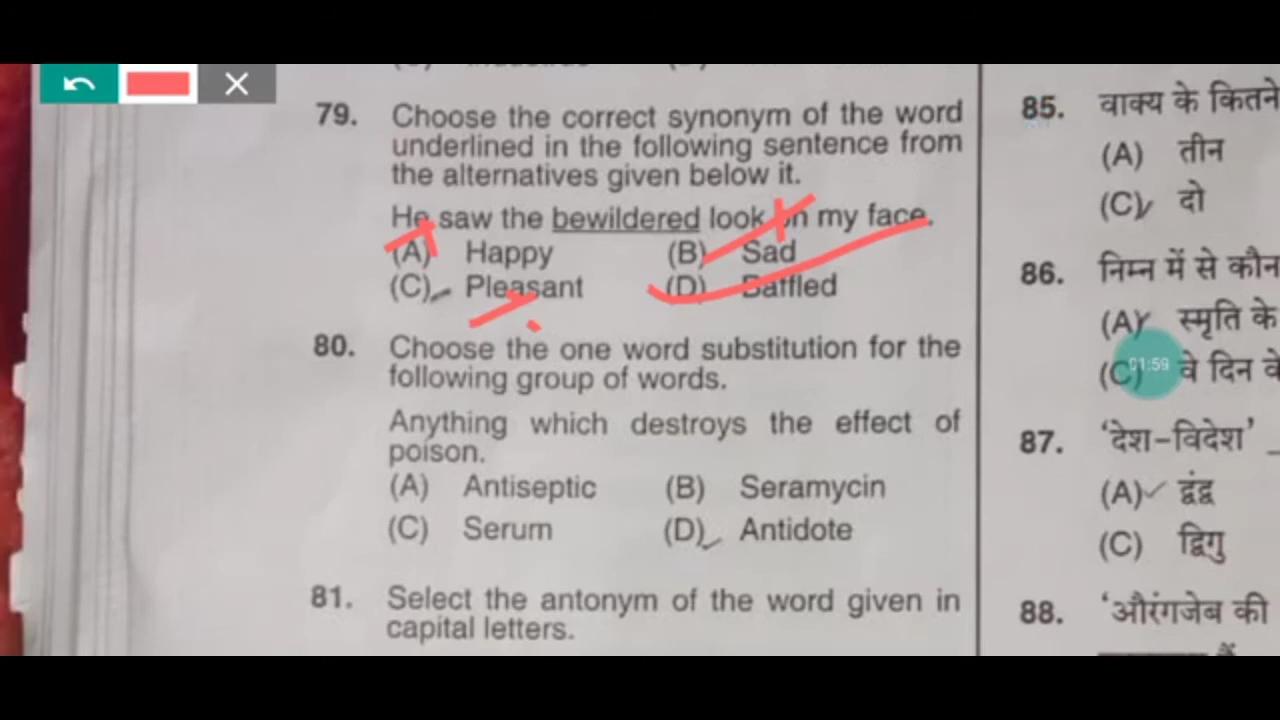 79. Choose the correct synonym of the word
underlined in the following sentence from
the alternatives given below it.
He saw the bewildered look on my face.
(A) Happy (B) Sad
(C) Pleasant (D) Baffled
80. Choose the one word substitution for the
following group of words.
Anything which destroys the effect of
poison.
(A) Antiseptic (B) Seramycin
(C) Serum (D) Antidote
81. Select the antonym of the word given in
capital letters.
85. वाक्य के कितने
(A) तीन
(C) दो
86. निम्न में से कौन
(A) स्मृति के
(C) वे दिन वे
01:59
87. ‘देश-विदेश’
(A) द्वंद्व
(C) द्विगु
88. ‘औरंगजेब की